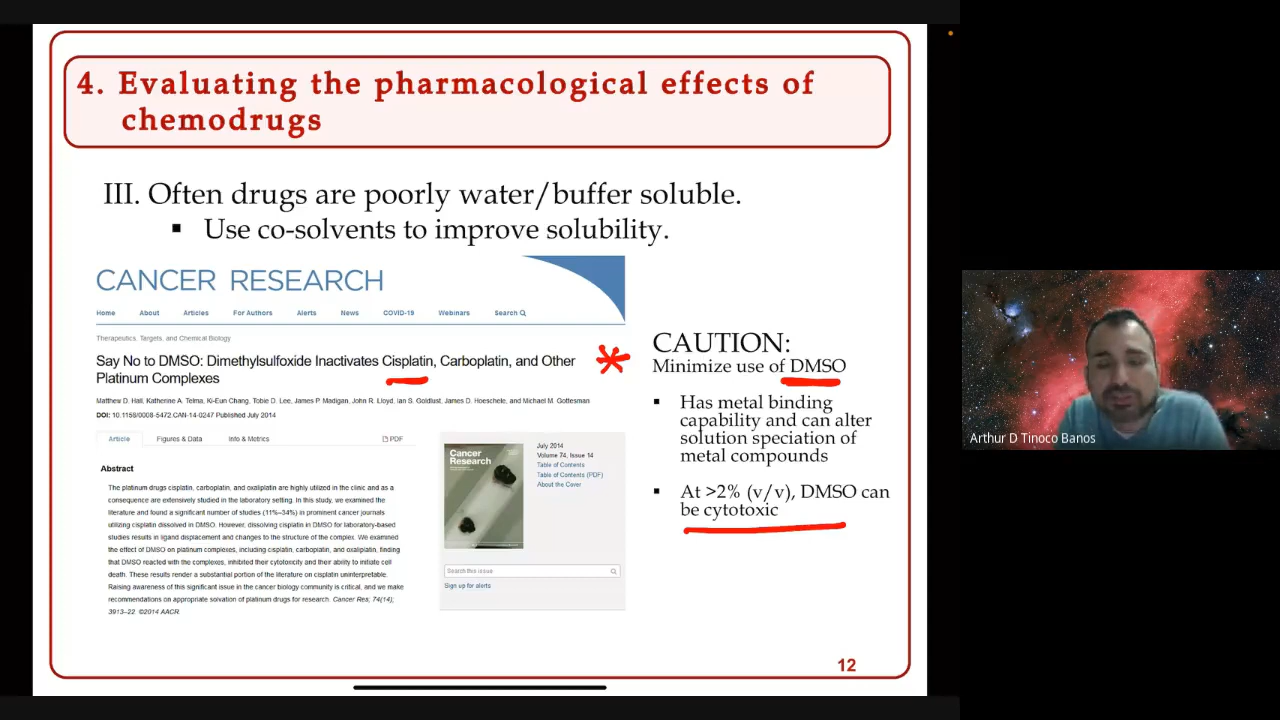 4. Evaluating the pharmacological effects of
chemodrugs
III. Often drugs are poorly water/buffer soluble.
▪ Use co-solvents to improve solubility.
CANCER RESEARCH
Home About Articles For Authors Alerts News COVID-19 Webinars Search
Therapeutics, Targets, and Chemical Biology
Say No to DMSO: Dimethylsulfoxide Inactivates Cisplatin, Carboplatin, and Other
Platinum Complexes
Matthew D. Hall, Katherine A. Telma, Ki-Eun Chang, Tobie D. Lee, James P. Madigan, John R. Lloyd, Ian S. Goldlust, James D. Hoeschele, and Michael M. Gottesman
DOI: 10.1158/0008-5472.CAN-14-0247 Published July 2014
Article Figures & Data Info & Metrics PDF
Abstract
The platinum drugs cisplatin, carboplatin, and oxaliplatin are highly utilized in the clinic and as a
consequence are extensively studied in the laboratory setting. In this study, we examined the
literature and found a significant number of studies (11%–34%) in prominent cancer journals
utilizing cisplatin dissolved in DMSO. However, dissolving cisplatin in DMSO for laboratory-based
studies results in ligand displacement and changes to the structure of the complex. We examined
the effect of DMSO on platinum complexes, including cisplatin, carboplatin, and oxaliplatin, finding
that DMSO reacted with the complexes, inhibited their cytotoxicity and their ability to initiate cell
death. These results render a substantial portion of the literature on cisplatin uninterpretable.
Raising awareness of this significant issue in the cancer biology community is critical, and we make
recommendations on appropriate solvation of platinum drugs for research. Cancer Res; 74(14);
3913–22. ©2014 AACR.
Cancer
Research
July 2014
Volume 74, Issue 14
Table of Contents
Table of Contents (PDF)
About the Cover
Search this issue
Sign up for alerts
CAUTION:
Minimize use of DMSO
▪ Has metal binding
capability and can alter
solution speciation of
metal compounds
▪ At >2% (v/v), DMSO can
be cytotoxic
12
Arthur D Tinoco Banos